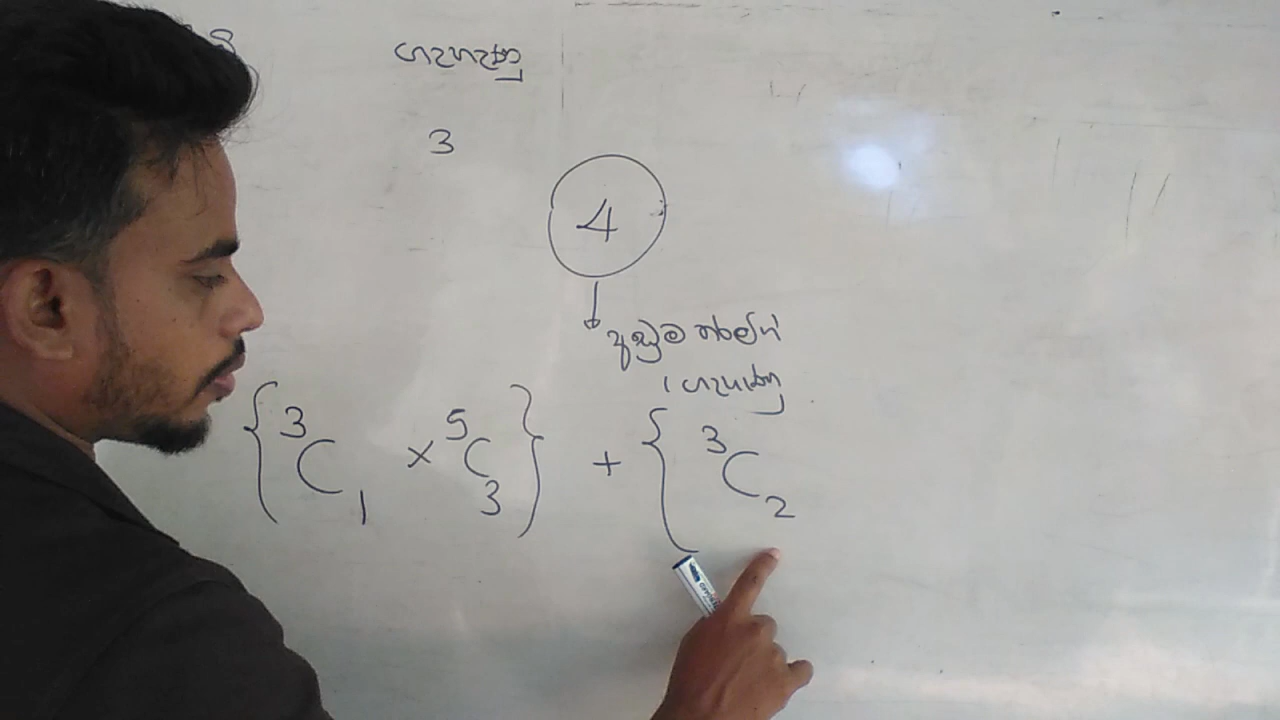 ගැහැණු
3
4
අඩුම තරමින්
1 ගැහැණු
{ ³C₁ × ⁵C₃ } + { ³C₂